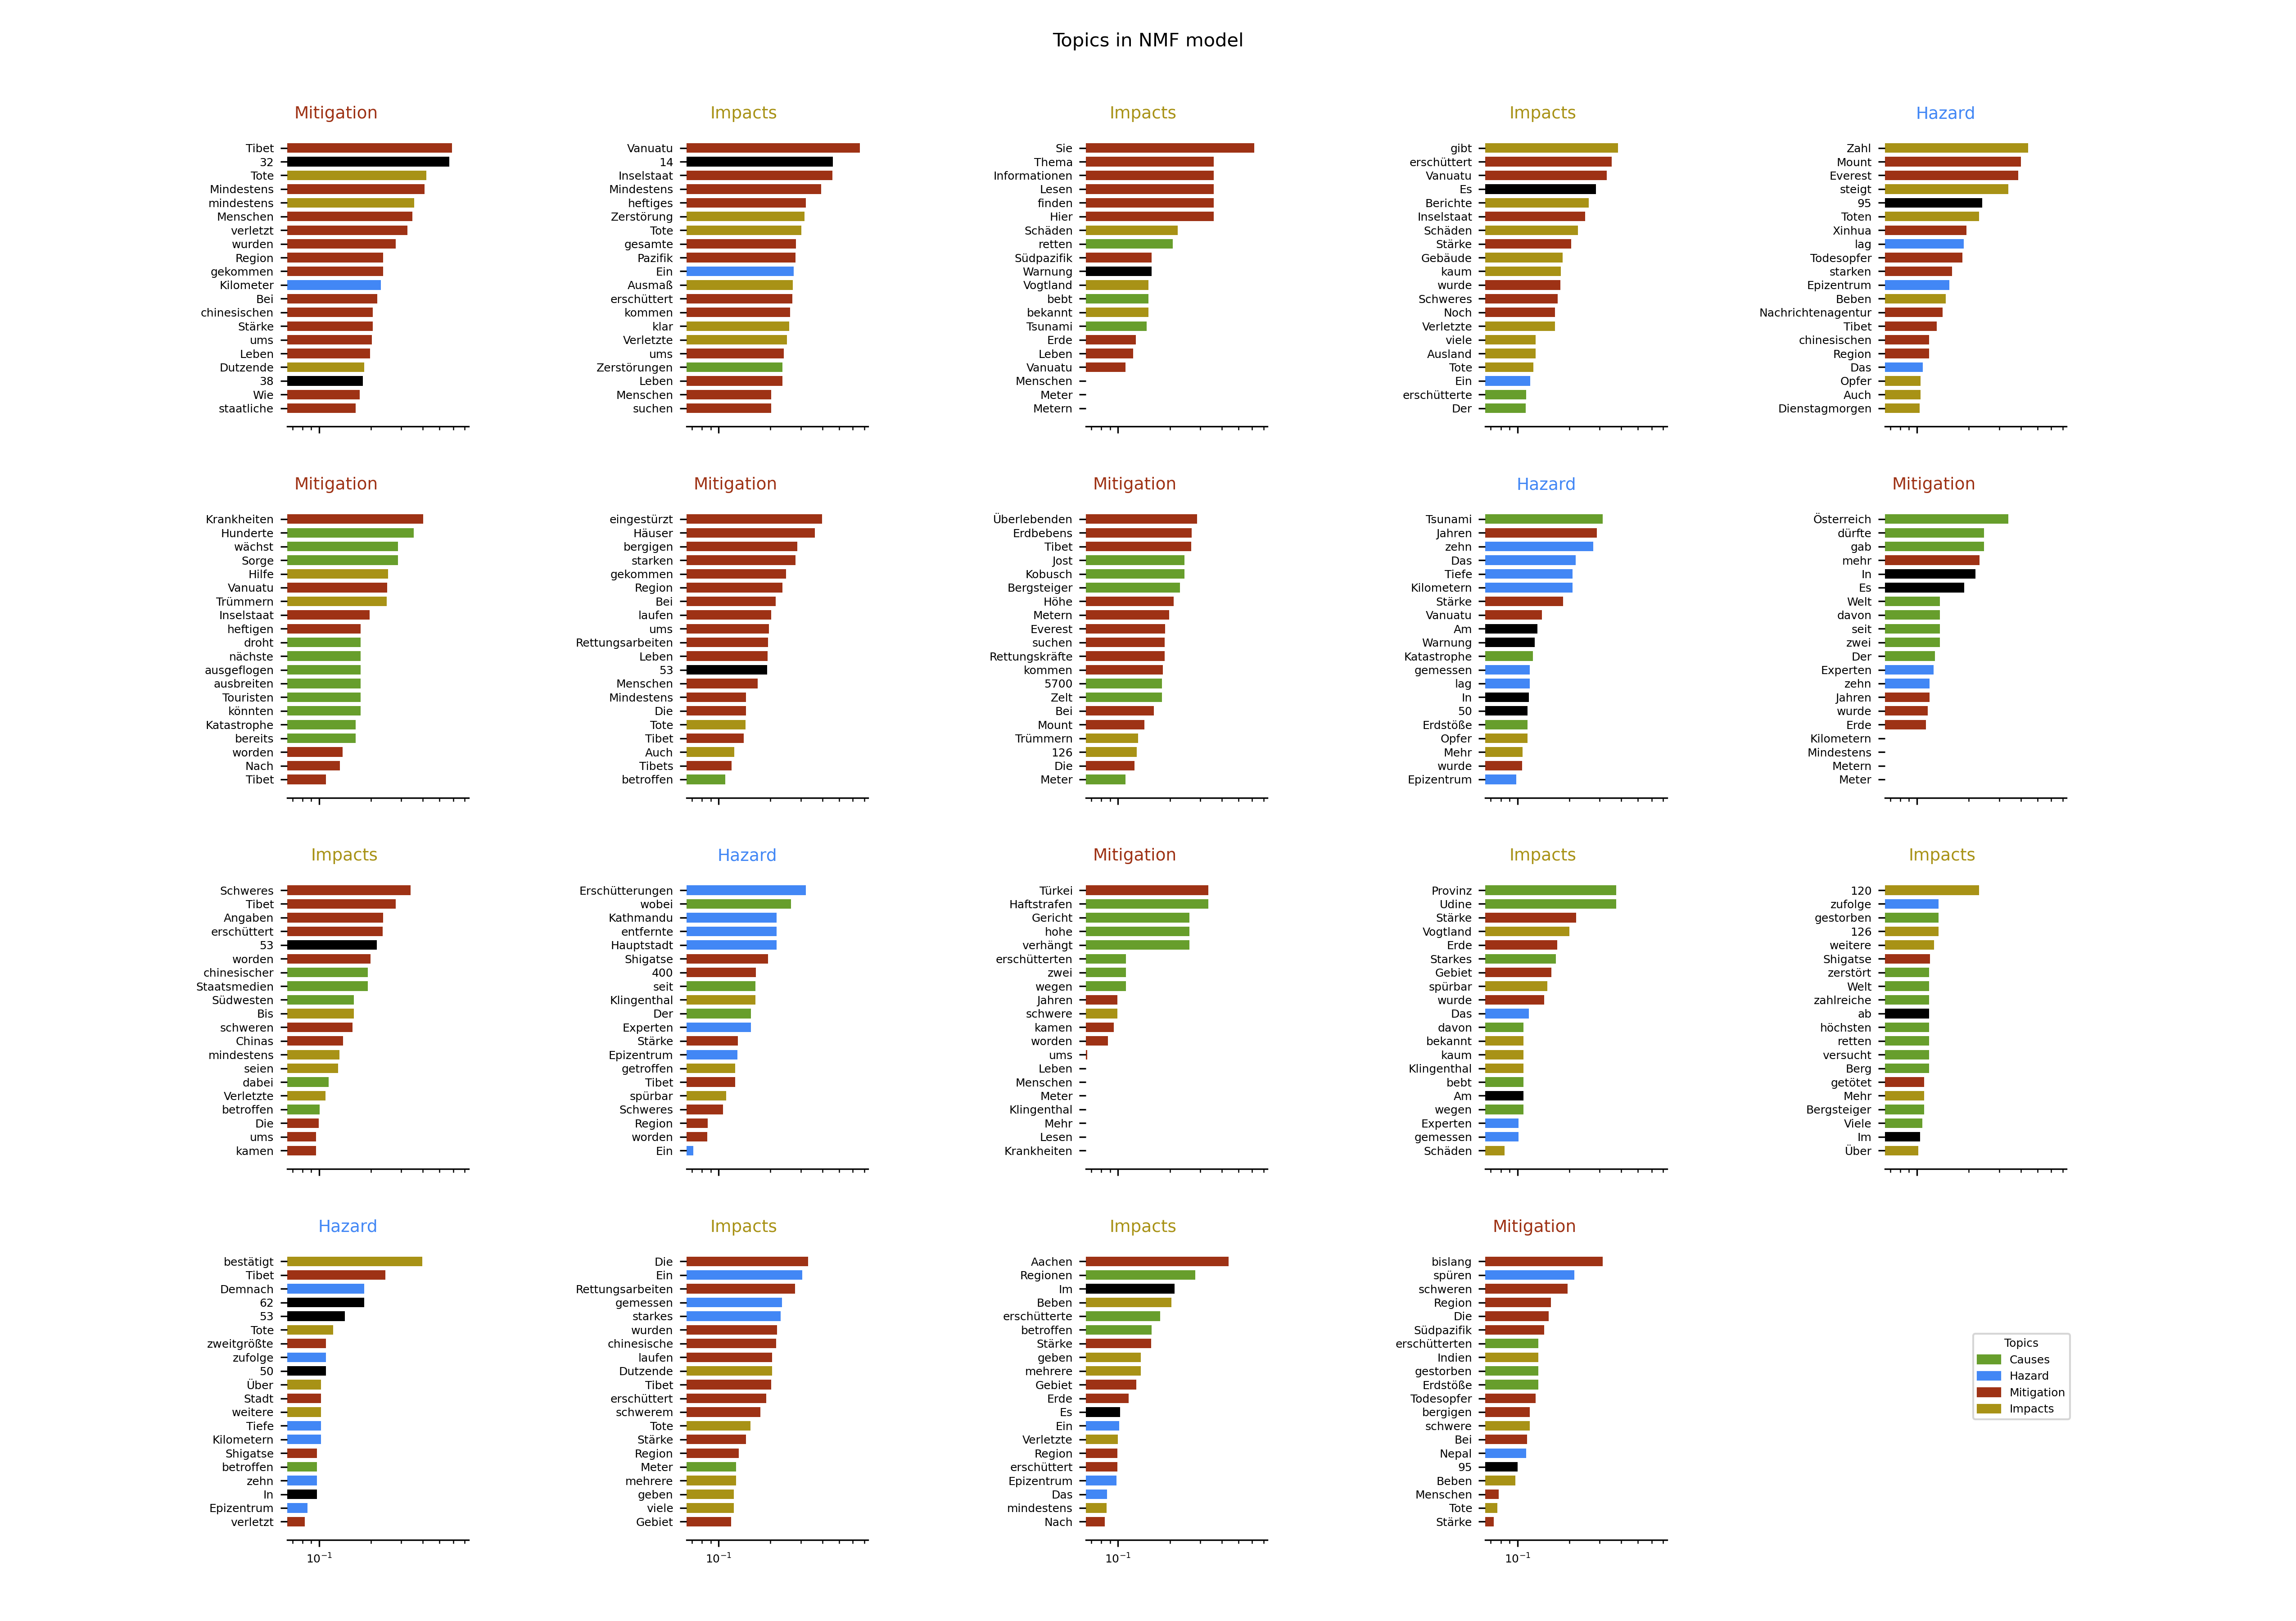 Topics in NMF model
Mitigation
Tibet
32
Tote
Mindestens
mindestens
Menschen
verletzt
wurden
Region
gekommen
Kilometer
Bei
chinesischen
Stärke
ums
Leben
Dutzende
38
Wie
staatliche
Impacts
Vanuatu
14
Inselstaat
Mindestens
heftiges
Zerstörung
Tote
gesamte
Pazifik
Ein
Ausmaß
erschüttert
kommen
klar
Verletzte
ums
Zerstörungen
Leben
Menschen
suchen
Impacts
Sie
Thema
Informationen
Lesen
finden
Hier
Schäden
retten
Südpazifik
Warnung
Vogtland
bebt
bekannt
Tsunami
Erde
Leben
Vanuatu
Menschen
Meter
Metern
Impacts
gibt
erschüttert
Vanuatu
Es
Berichte
Inselstaat
Schäden
Stärke
Gebäude
kaum
wurde
Schweres
Noch
Verletzte
viele
Ausland
Tote
Ein
erschütterte
Der
Hazard
Zahl
Mount
Everest
steigt
95
Toten
Xinhua
lag
Todesopfer
starken
Epizentrum
Beben
Nachrichtenagentur
Tibet
chinesischen
Region
Das
Opfer
Auch
Dienstagmorgen
Mitigation
Krankheiten
Hunderte
wächst
Sorge
Hilfe
Vanuatu
Trümmern
Inselstaat
heftigen
droht
nächste
ausgeflogen
ausbreiten
Touristen
könnten
Katastrophe
bereits
worden
Nach
Tibet
Mitigation
eingestürzt
Häuser
bergigen
starken
gekommen
Region
Bei
laufen
ums
Rettungsarbeiten
Leben
53
Menschen
Mindestens
Die
Tote
Tibet
Auch
Tibets
betroffen
Mitigation
Überlebenden
Erdbebens
Tibet
Jost
Kobusch
Bergsteiger
Höhe
Metern
Everest
suchen
Rettungskräfte
kommen
5700
Zelt
Bei
Mount
Trümmern
126
Die
Meter
Hazard
Tsunami
Jahren
zehn
Das
Tiefe
Kilometern
Stärke
Vanuatu
Am
Warnung
Katastrophe
gemessen
lag
In
50
Erdstöße
Opfer
Mehr
wurde
Epizentrum
Mitigation
Österreich
dürfte
gab
mehr
In
Es
Welt
davon
seit
zwei
Der
Experten
zehn
Jahren
wurde
Erde
Kilometern
Mindestens
Metern
Meter
Impacts
Schweres
Tibet
Angaben
erschüttert
53
worden
chinesischer
Staatsmedien
Südwesten
Bis
schweren
Chinas
mindestens
seien
dabei
Verletzte
betroffen
Die
ums
kamen
Hazard
Erschütterungen
wobei
Kathmandu
entfernte
Hauptstadt
Shigatse
400
seit
Klingenthal
Der
Experten
Stärke
Epizentrum
getroffen
Tibet
spürbar
Schweres
Region
worden
Ein
Mitigation
Türkei
Haftstrafen
Gericht
hohe
verhängt
erschütterten
zwei
wegen
Jahren
schwere
kamen
worden
ums
Leben
Menschen
Meter
Klingenthal
Mehr
Lesen
Krankheiten
Impacts
Provinz
Udine
Stärke
Vogtland
Erde
Starkes
Gebiet
spürbar
wurde
Das
davon
bekannt
kaum
Klingenthal
bebt
Am
wegen
Experten
gemessen
Schäden
Impacts
120
zufolge
gestorben
126
weitere
Shigatse
zerstört
Welt
zahlreiche
ab
höchsten
retten
versucht
Berg
getötet
Mehr
Bergsteiger
Viele
Im
Über
Hazard
bestätigt
Tibet
Demnach
62
53
Tote
zweitgrößte
zufolge
50
Über
Stadt
weitere
Tiefe
Kilometern
Shigatse
betroffen
zehn
In
Epizentrum
verletzt
10⁻¹
Impacts
Die
Ein
Rettungsarbeiten
gemessen
starkes
wurden
chinesische
laufen
Dutzende
Tibet
erschüttert
schwerem
Tote
Stärke
Region
Meter
mehrere
geben
viele
Gebiet
10⁻¹
Impacts
Aachen
Regionen
Im
Beben
erschütterte
betroffen
Stärke
geben
mehrere
Gebiet
Erde
Es
Ein
Verletzte
Region
erschüttert
Epizentrum
Das
mindestens
Nach
10⁻¹
Mitigation
bislang
spüren
schweren
Region
Die
Südpazifik
erschütterten
Indien
gestorben
Erdstöße
Todesopfer
bergigen
schwere
Bei
Nepal
95
Beben
Menschen
Tote
Stärke
10⁻¹
Topics
Causes
Hazard
Mitigation
Impacts